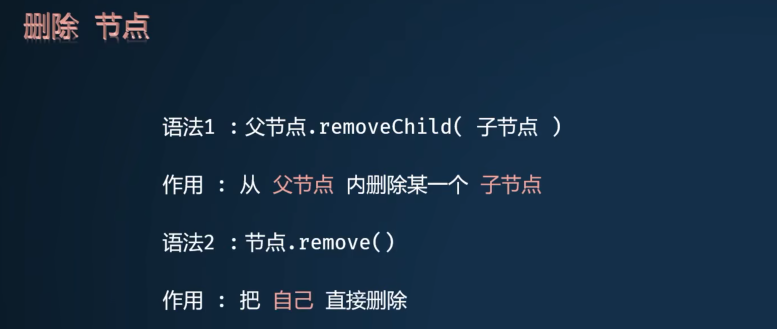 删除 节点
语法1 : 父节点.removeChild( 子节点 )
作用 : 从 父节点 内删除某一个 子节点
语法2 : 节点.remove()
作用 : 把 自己 直接删除